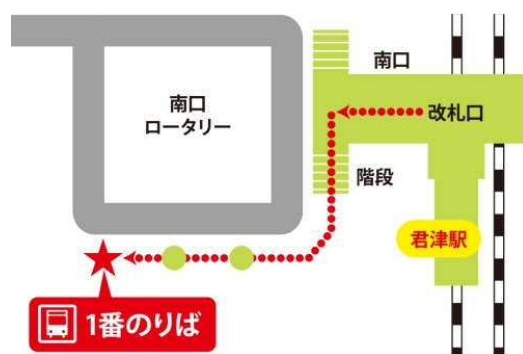 南口
改札口
南口
ロータリー
階段
君津駅
1番のりば